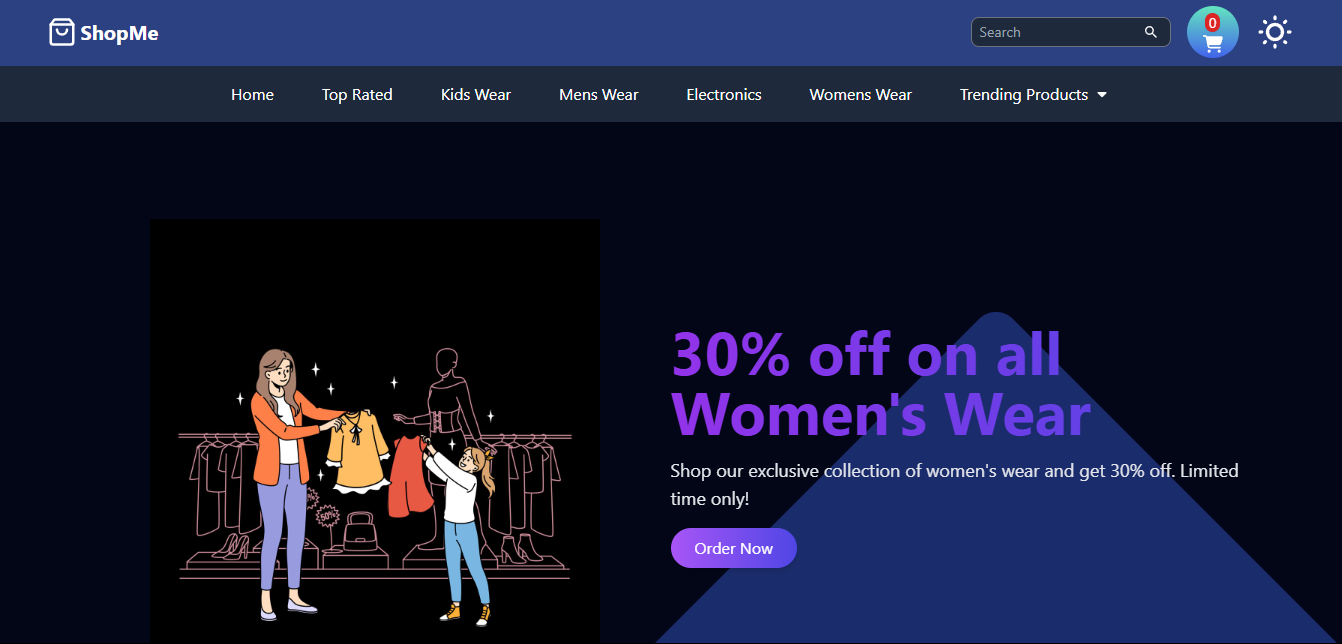 ShopMe
Search
0
Home Top Rated Kids Wear Mens Wear Electronics Womens Wear Trending Products
30% off on all
Women's Wear
Shop our exclusive collection of women's wear and get 30% off. Limited
time only!
Order Now